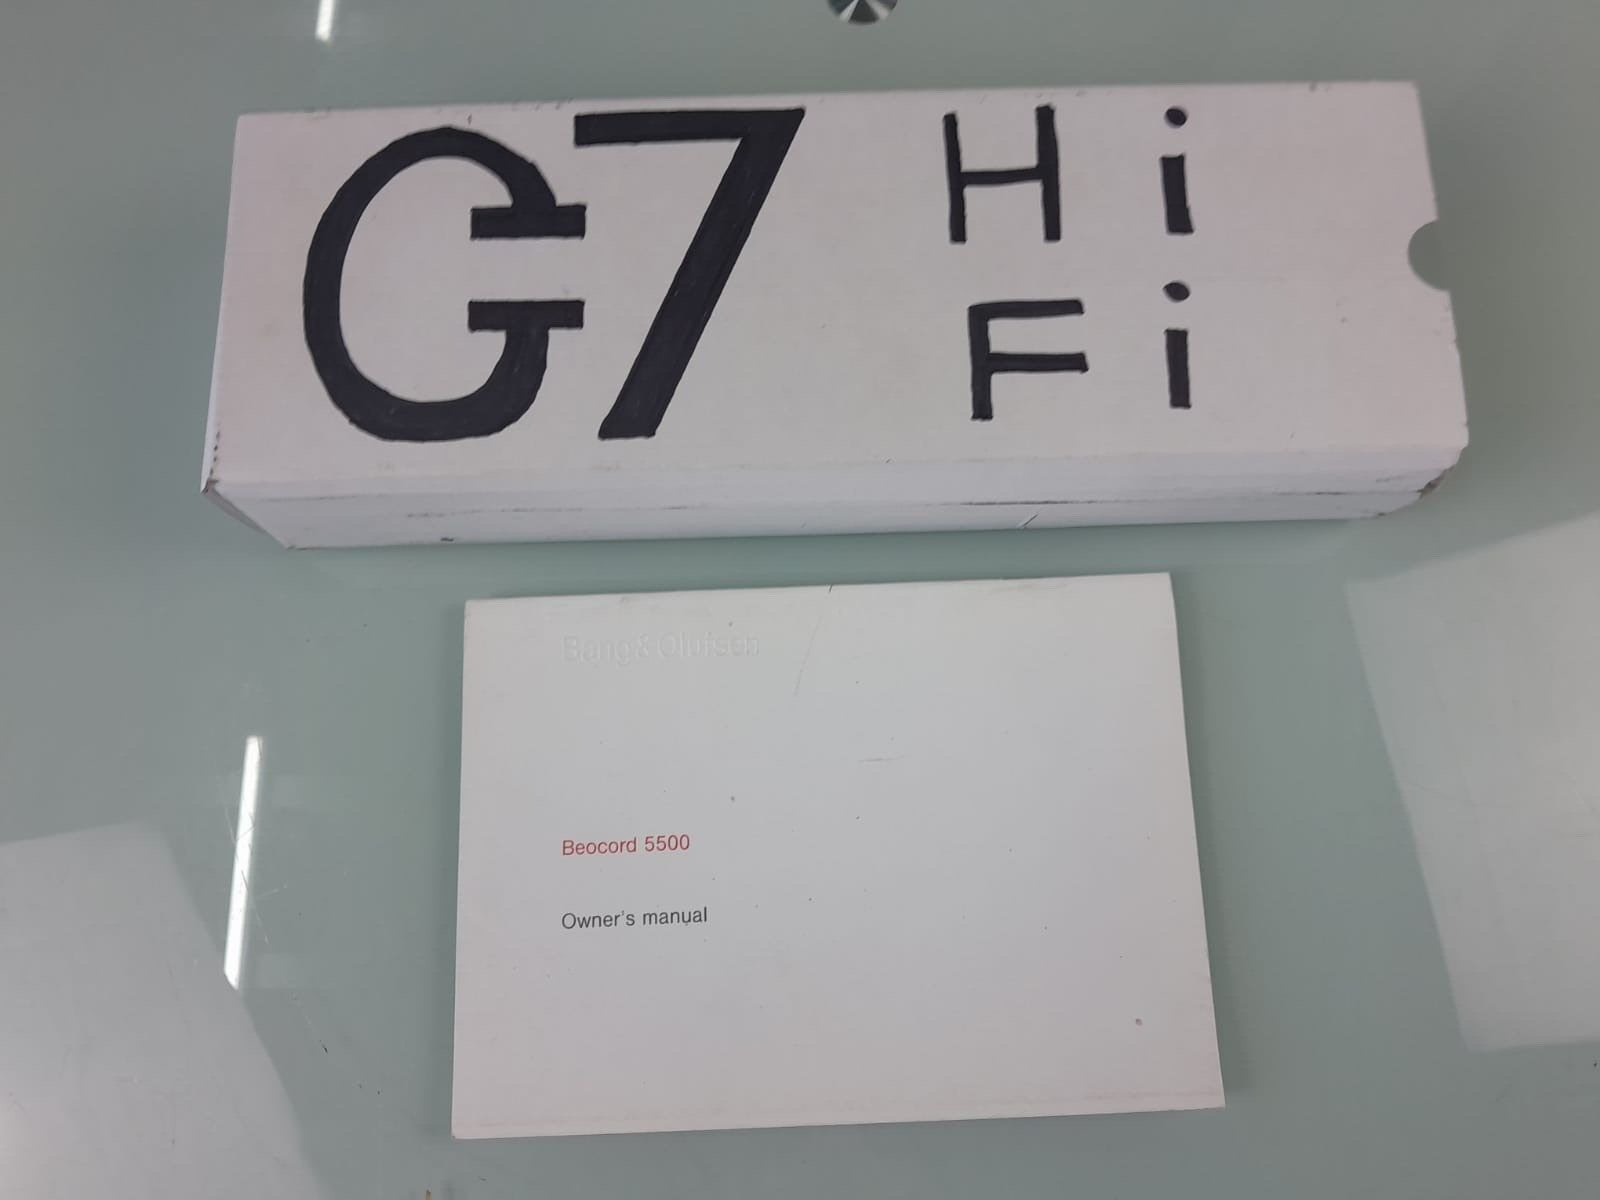 G7 Hi
Fi
Bang & Olufsen
Beocord 5500
Owner's manual